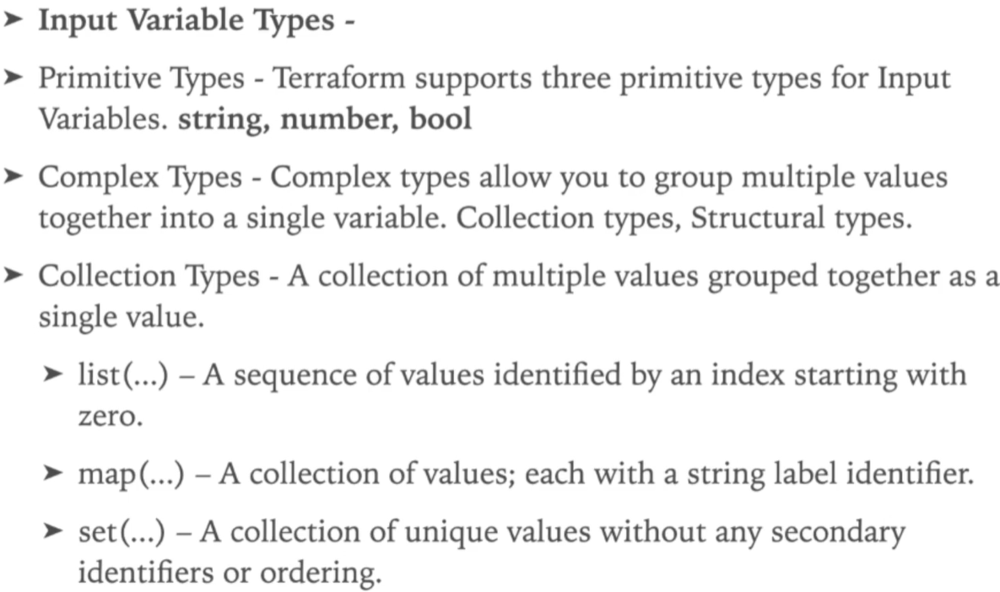 ➤ Input Variable Types -
➤ Primitive Types - Terraform supports three primitive types for Input
Variables. string, number, bool
➤ Complex Types - Complex types allow you to group multiple values
together into a single variable. Collection types, Structural types.
➤ Collection Types - A collection of multiple values grouped together as a
single value.
➤ list(...) – A sequence of values identified by an index starting with
zero.
➤ map(...) – A collection of values; each with a string label identifier.
➤ set(...) – A collection of unique values without any secondary
identifiers or ordering.